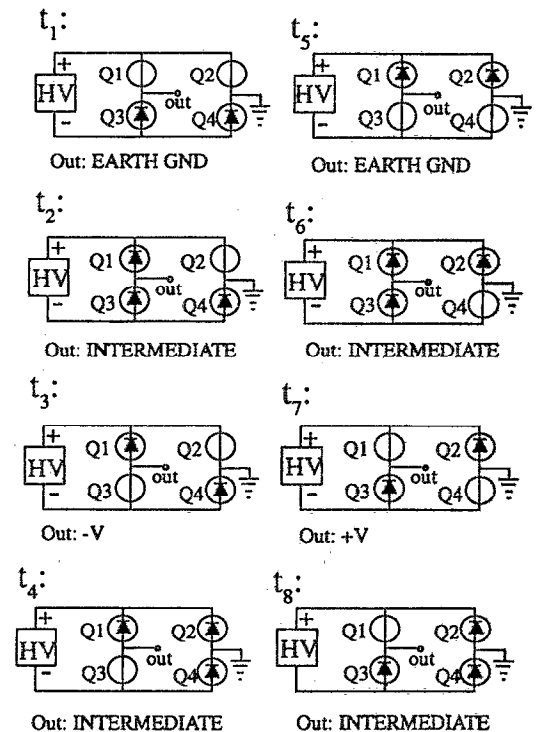 t1:
+
HV
-
Q1
Q2
out
Q3
Q4
Out: EARTH GND
t5:
+
HV
-
Q1
Q2
out
Q3
Q4
Out: EARTH GND
t2:
+
HV
-
Q1
Q2
out
Q3
Q4
Out: INTERMEDIATE
t6:
+
HV
-
Q1
Q2
out
Q3
Q4
Out: INTERMEDIATE
t3:
+
HV
-
Q1
Q2
out
Q3
Q4
Out: -V
t7:
+
HV
-
Q1
Q2
out
Q3
Q4
Out: +V
t4:
+
HV
-
Q1
Q2
out
Q3
Q4
Out: INTERMEDIATE
t8:
+
HV
-
Q1
Q2
out
Q3
Q4
Out: INTERMEDIATE